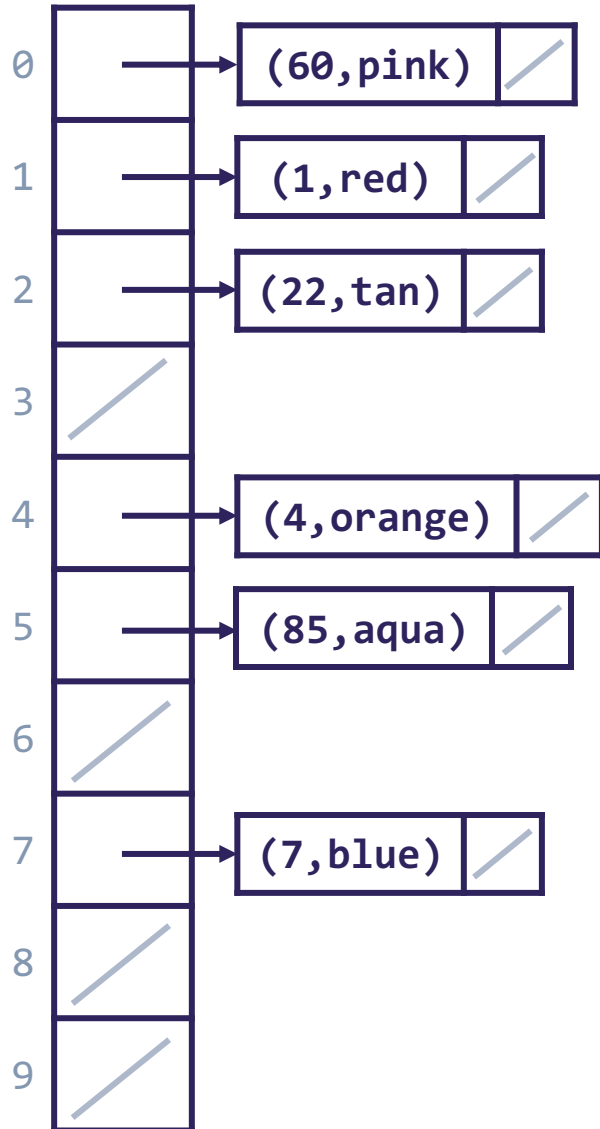 0 (60,pink)
1 (1,red)
2 (22,tan)
3
4 (4,orange)
5 (85,aqua)
6
7 (7,blue)
8
9